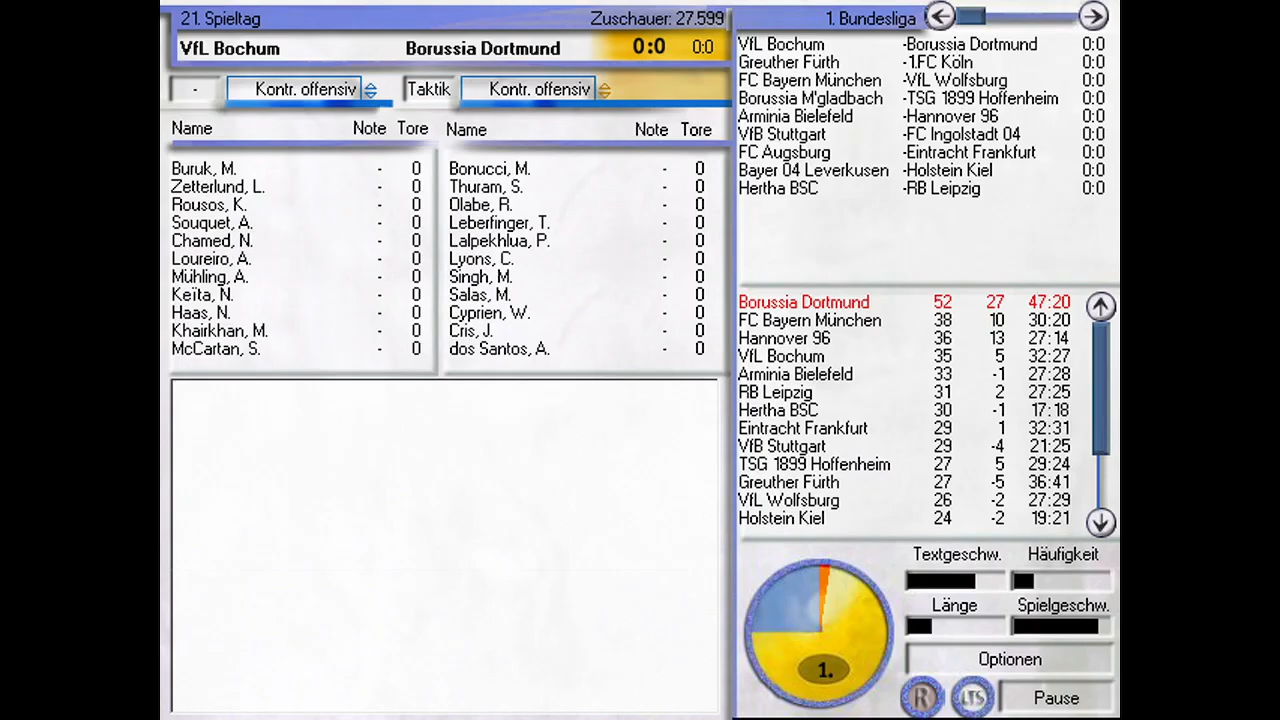 21. Spieltag Zuschauer: 27.599
VfL Bochum Borussia Dortmund 0:0 0:0
- Kontr. offensiv Taktik Kontr. offensiv
Name Note Tore Name Note Tore
Buruk, M. - 0 Bonucci, M. - 0
Zetterlund, L. - 0 Thuram, S. - 0
Rousos, K. - 0 Olabe, R. - 0
Souquet, A. - 0 Leberfinger, T. - 0
Chamed, N. - 0 Lalpekhlua, P. - 0
Loureiro, A. - 0 Lyons, C. - 0
Mühling, A. - 0 Singh, M. - 0
Keïta, N. - 0 Salas, M. - 0
Haas, N. - 0 Cyprien, W. - 0
Khairkhan, M. - 0 Cris, J. - 0
McCartan, S. - 0 dos Santos, A. - 0
1. Bundesliga
VfL Bochum -Borussia Dortmund 0:0
Greuther Fürth -1.FC Köln 0:0
FC Bayern München -VfL Wolfsburg 0:0
Borussia M'gladbach -TSG 1899 Hoffenheim 0:0
Arminia Bielefeld -Hannover 96 0:0
VfB Stuttgart -FC Ingolstadt 04 0:0
FC Augsburg -Eintracht Frankfurt 0:0
Bayer 04 Leverkusen -Holstein Kiel 0:0
Hertha BSC -RB Leipzig 0:0
Borussia Dortmund 52 27 47:20
FC Bayern München 38 10 30:20
Hannover 96 36 13 27:14
VfL Bochum 35 5 32:27
Arminia Bielefeld 33 -1 27:28
RB Leipzig 31 2 27:25
Hertha BSC 30 -1 17:18
Eintracht Frankfurt 29 1 32:31
VfB Stuttgart 29 -4 21:25
TSG 1899 Hoffenheim 27 5 29:24
Greuther Fürth 27 -5 36:41
VfL Wolfsburg 26 -2 27:29
Holstein Kiel 24 -2 19:21
Textgeschw. Häufigkeit
Länge Spielgeschw.
1.
Optionen
R LTS Pause